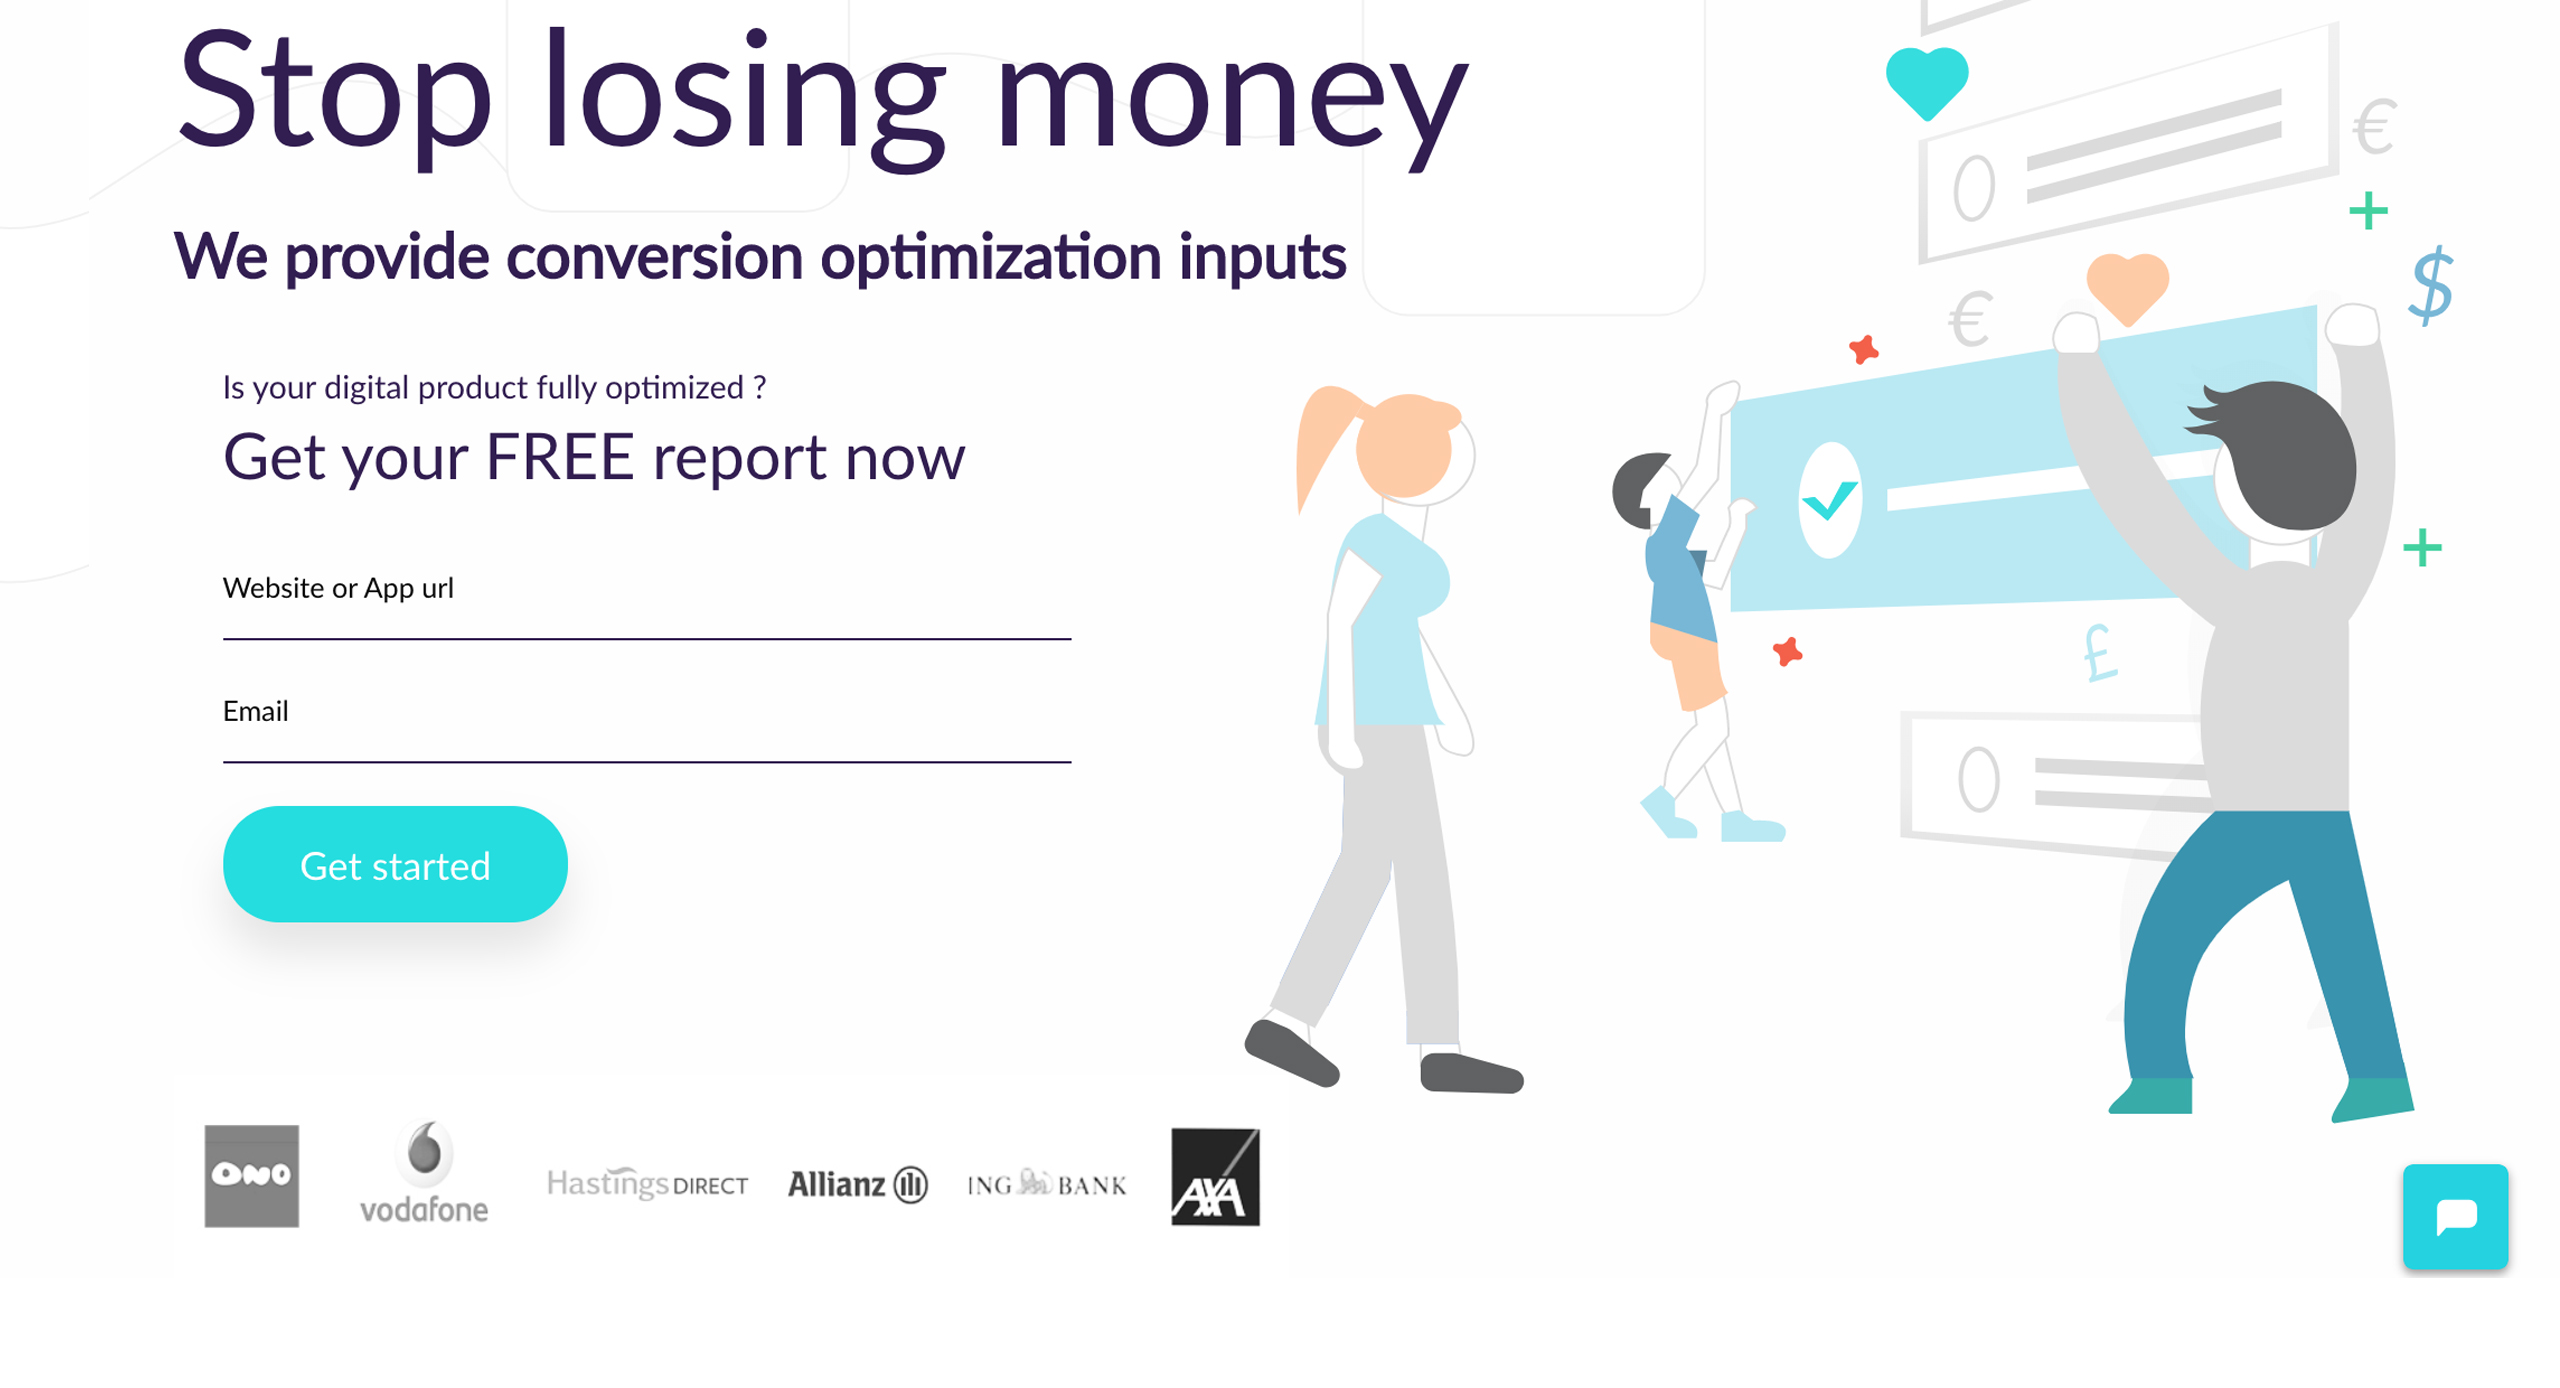 Stop losing money
We provide conversion optimization inputs
Is your digital product fully optimized ?
Get your FREE report now
Website or App url
Email
Get started
ONO
vodafone
Hastings DIRECT
Allianz
ING BANK
AXA
€
$
€
£